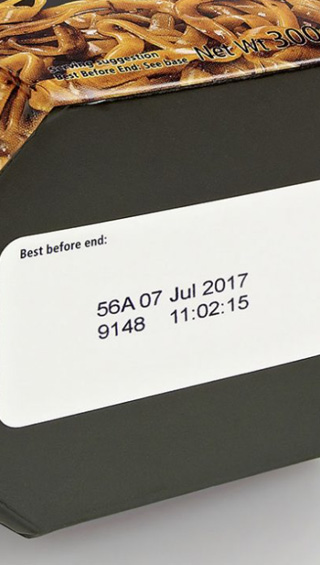 Serving suggestion
Best Before End: See base
Net Wt 300
Best before end:
56A 07 Jul 2017
9148 11:02:15